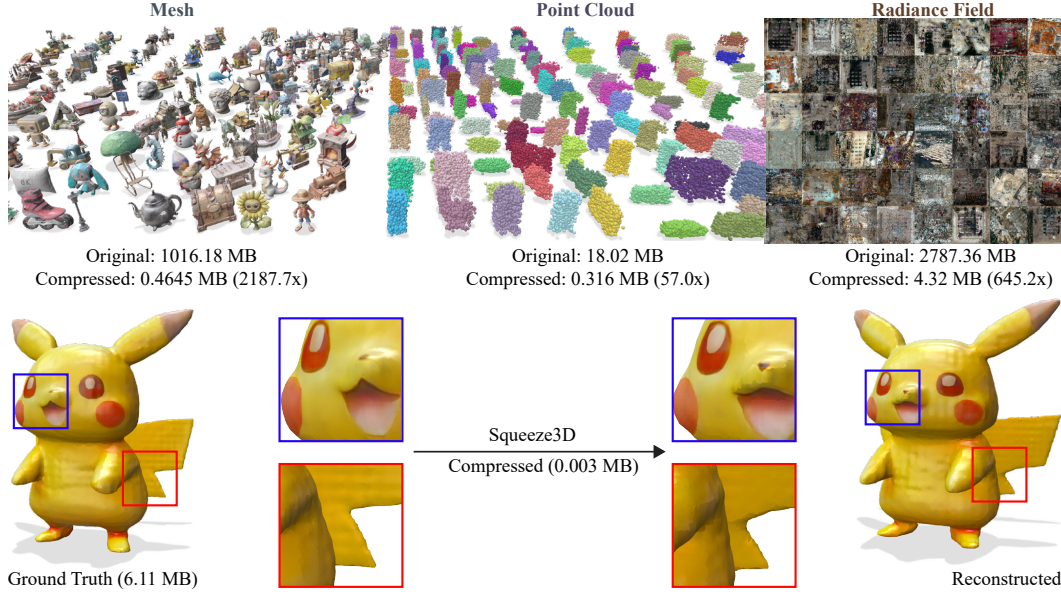 Mesh
Point Cloud
Radiance Field
Original: 1016.18 MB
Compressed: 0.4645 MB (2187.7x)
Original: 18.02 MB
Compressed: 0.316 MB (57.0x)
Original: 2787.36 MB
Compressed: 4.32 MB (645.2x)
Squeeze3D
Compressed (0.003 MB)
Ground Truth (6.11 MB)
Reconstructed